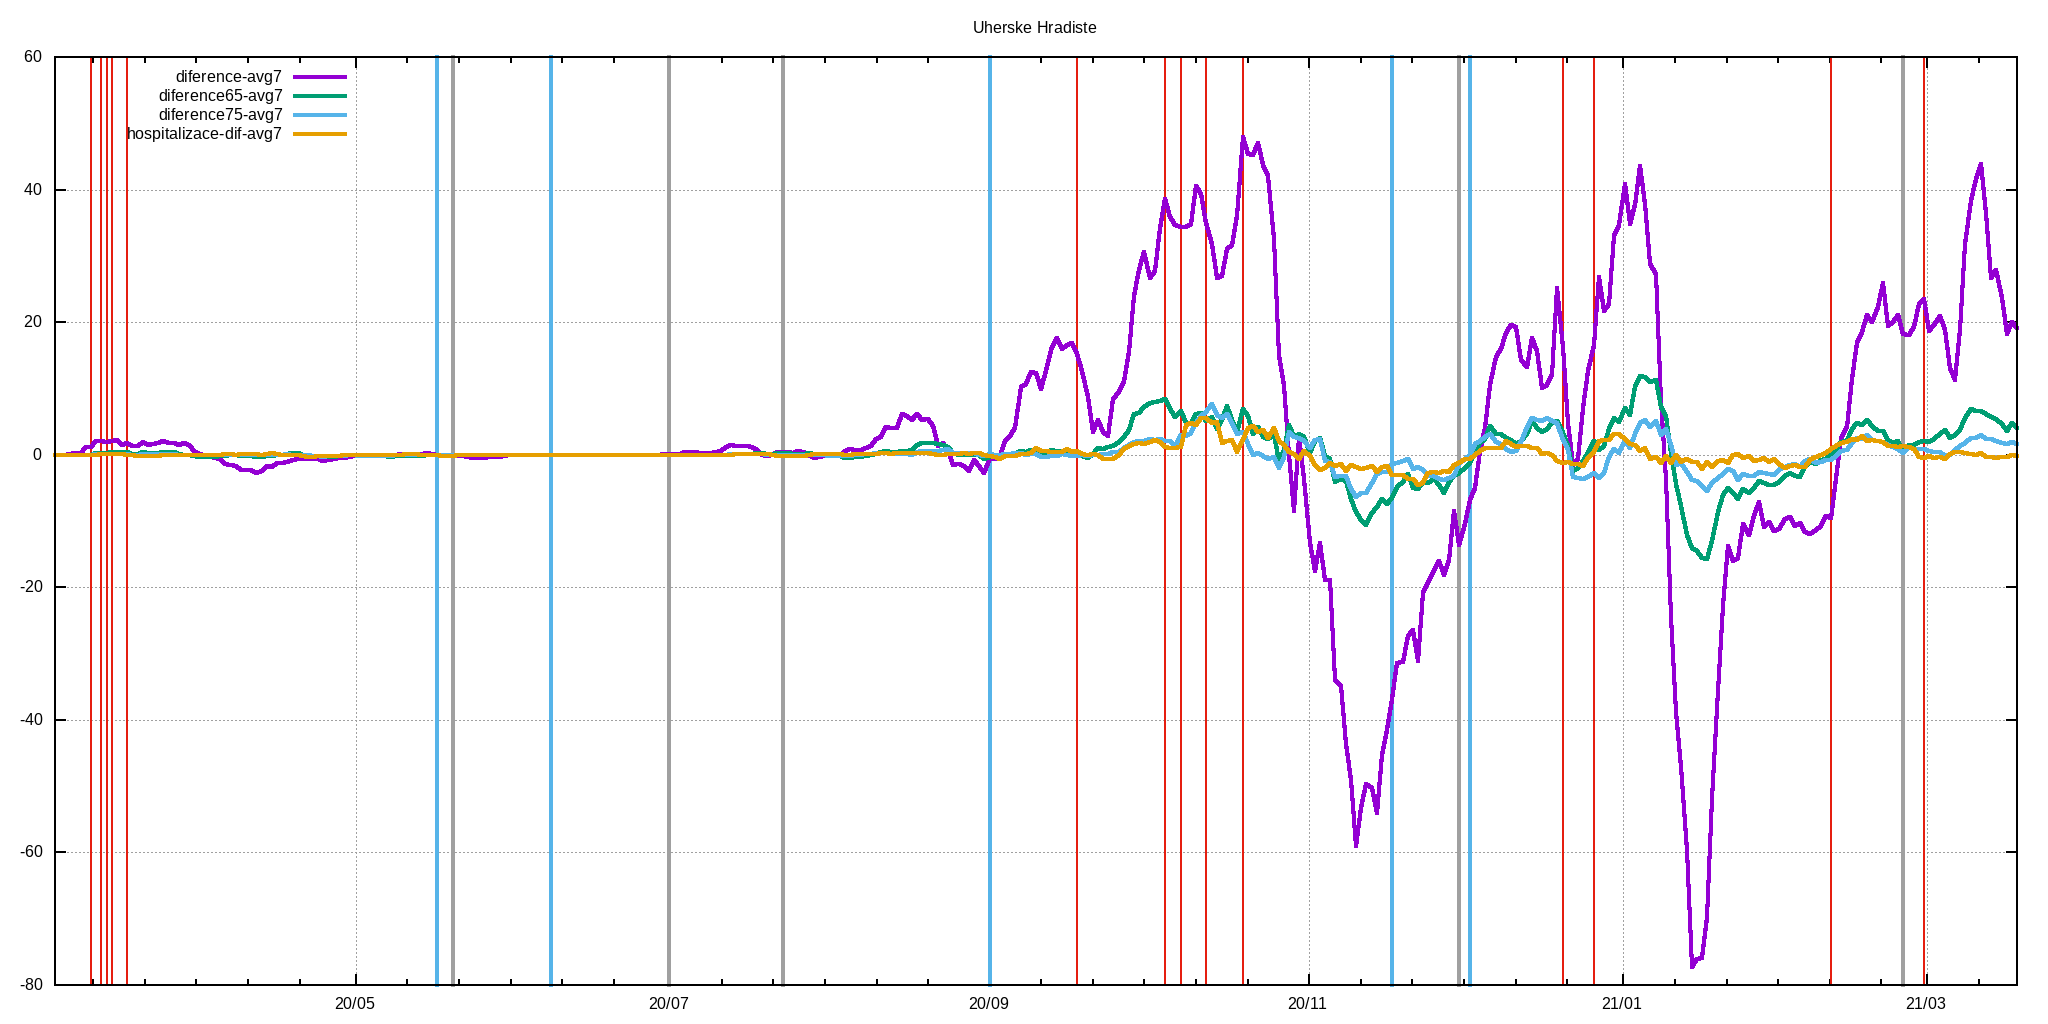 Uherske Hradiste
60
diference-avg7
diference65-avg7
diference75-avg7
hospitalizace-dif-avg7
40
20
0
-20
-40
-60
-80
20/05
20/07
20/09
20/11
21/01
21/03